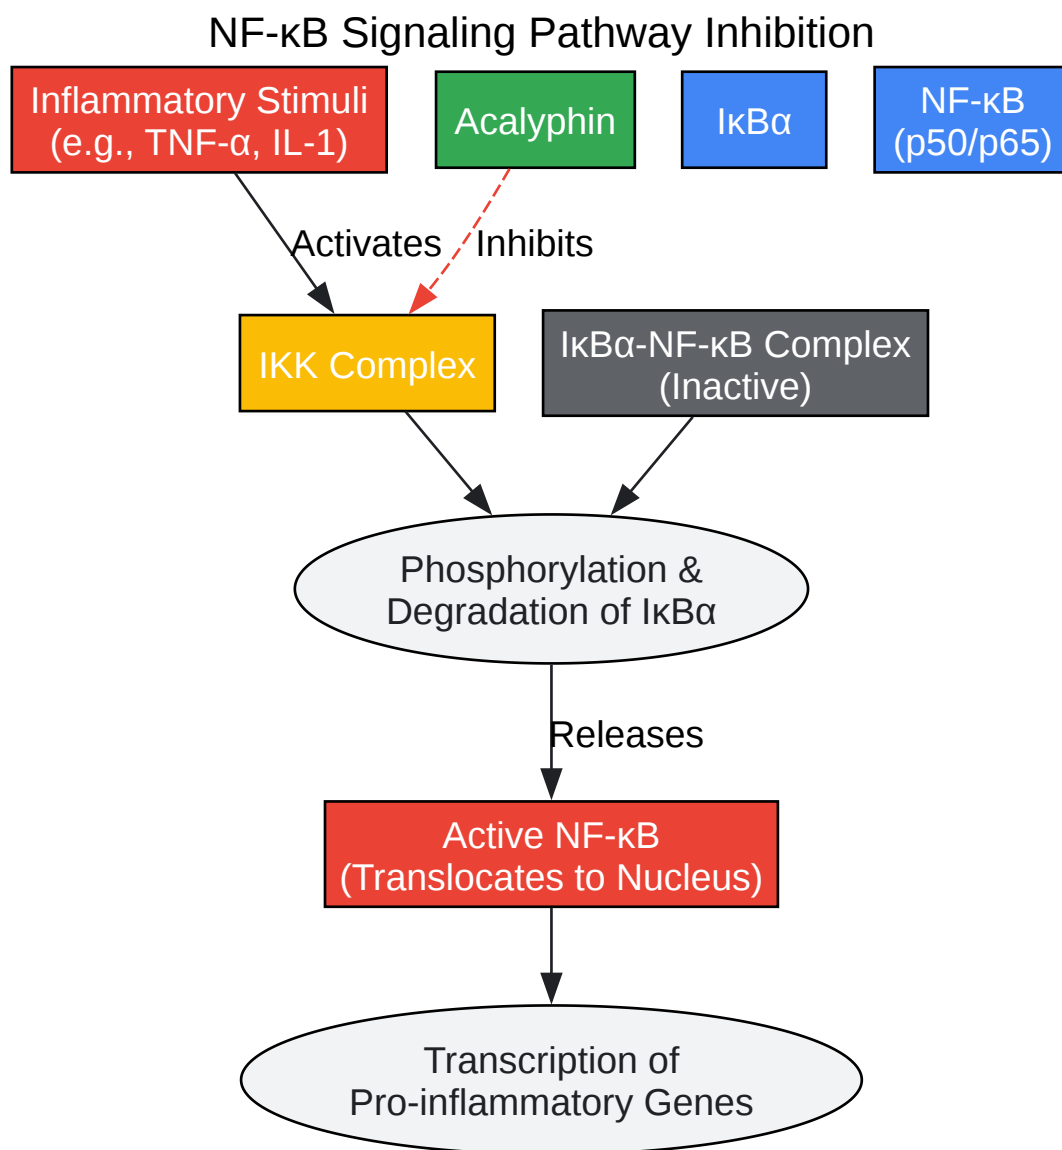 NF-κB Signaling Pathway Inhibition
Inflammatory Stimuli
(e.g., TNF-α, IL-1)
Acalyphin
IκBα
NF-κB
(p50/p65)
Activates
Inhibits
IKK Complex
IκBα-NF-κB Complex
(Inactive)
Phosphorylation &
Degradation of IκBα
Releases
Active NF-κB
(Translocates to Nucleus)
Transcription of
Pro-inflammatory Genes